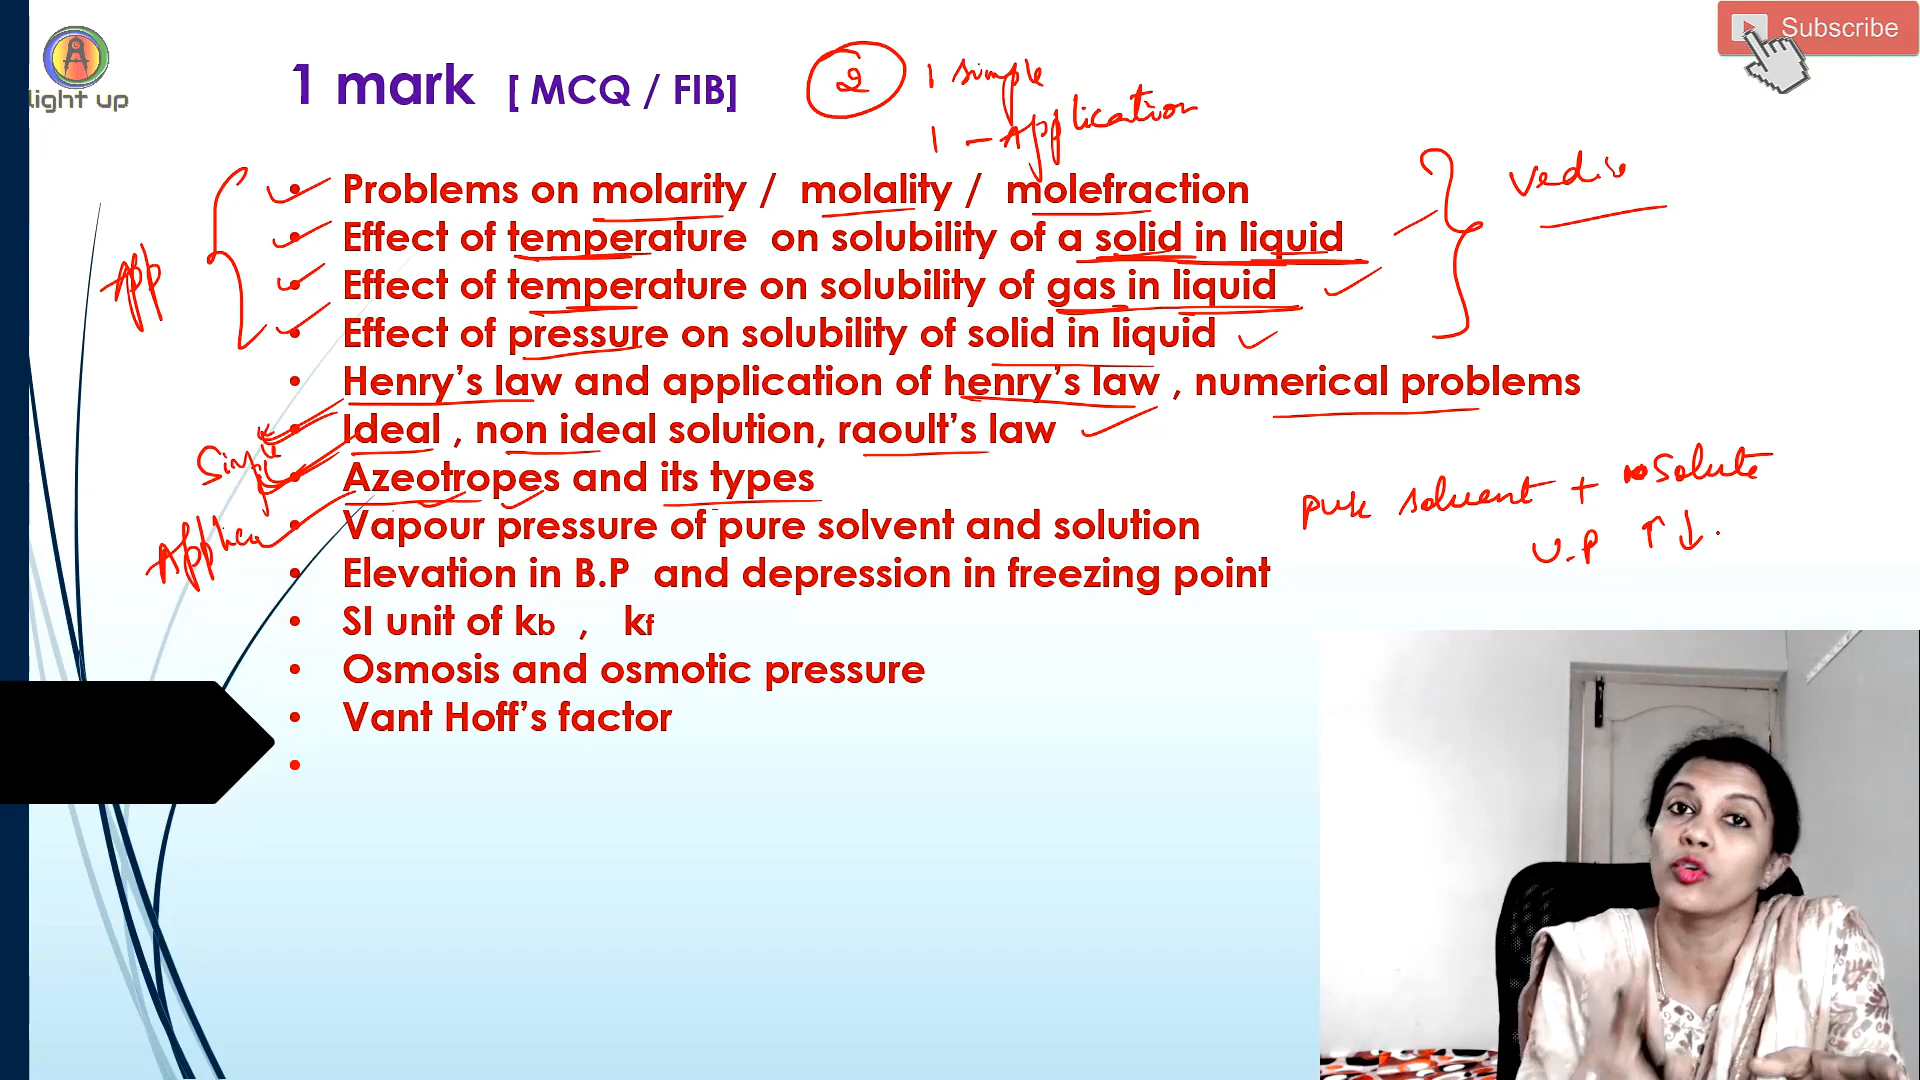 Subscribe
light up
1 mark [ MCQ / FIB]
2
1 simple
1 - Application
• Problems on molarity / molality / molefraction
• Effect of temperature on solubility of a solid in liquid
• Effect of temperature on solubility of gas in liquid
• Effect of pressure on solubility of solid in liquid
App
• Henry's law and application of henry's law , numerical problems
• Ideal , non ideal solution, raoult's law
Simple
• Azeotropes and its types
pure solvent + solute
• Vapour pressure of pure solvent and solution
V.P ↑ ↓
• Elevation in B.P and depression in freezing point
• SI unit of kb , kf
• Osmosis and osmotic pressure
• Vant Hoff's factor
•